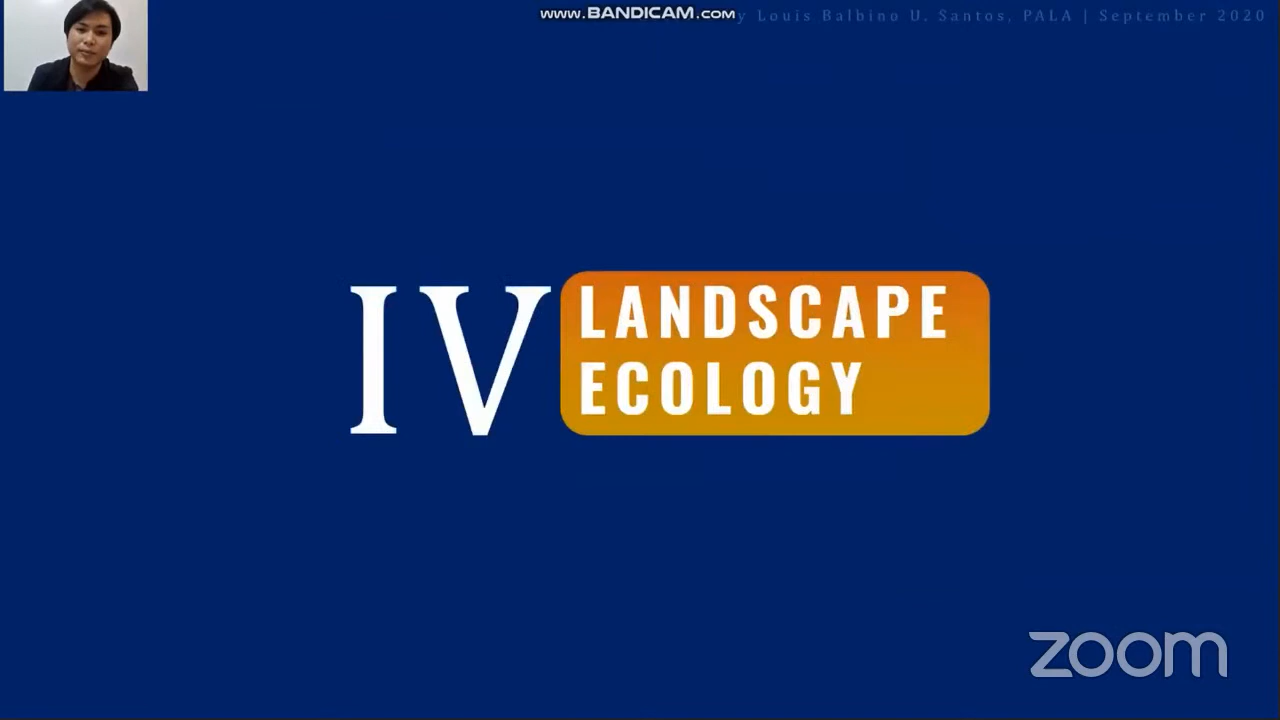 www.BANDICAM.com
y Louis Balbino U. Santos, PALA | September 2020
IV
LANDSCAPE
ECOLOGY
zoom